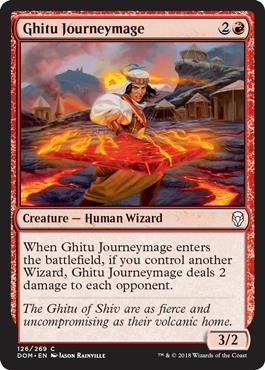 Ghitu Journeymage 2
Creature — Human Wizard
When Ghitu Journeymage enters
the battlefield, if you control another
Wizard, Ghitu Journeymage deals 2
damage to each opponent.
The Ghitu of Shiv are as fierce and
uncompromising as their volcanic home.
3/2
126/269 C
DOM • EN Jason Rainville
™ & © 2018 Wizards of the Coast